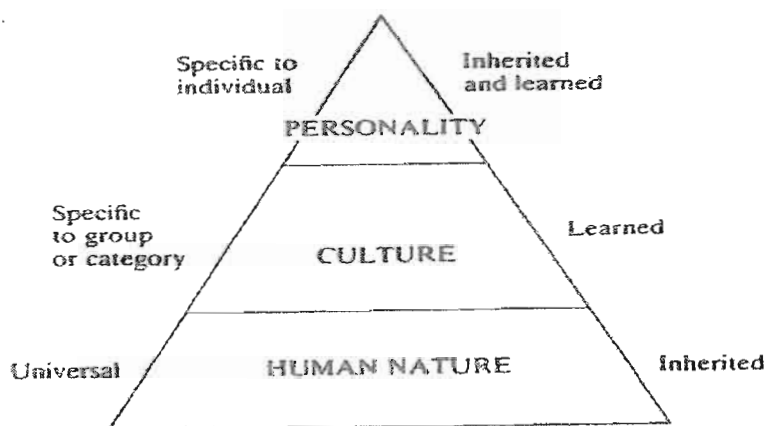 Specific to
individual
Inherited
and learned
PERSONALITY
Specific
to group
or category
CULTURE
Learned
Universal
HUMAN NATURE
Inherited